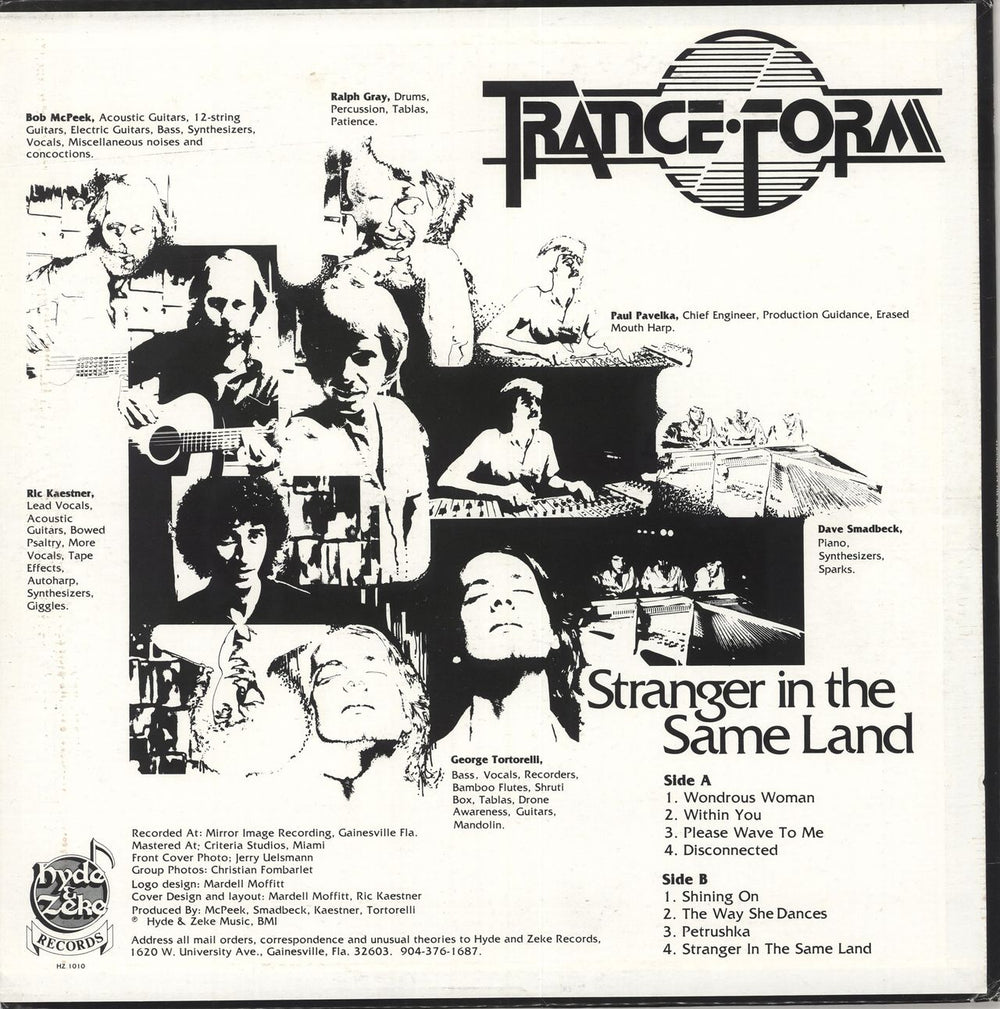 TRANCE·FORM
Ralph Gray, Drums,
Percussion, Tablas,
Patience.
Bob McPeek, Acoustic Guitars, 12-string
Guitars, Electric Guitars, Bass, Synthesizers,
Vocals, Miscellaneous noises and
concoctions.
Paul Pavelka, Chief Engineer, Production Guidance, Erased
Mouth Harp.
Ric Kaestner,
Lead Vocals,
Acoustic
Guitars, Bowed
Psaltry, More
Vocals, Tape
Effects,
Autoharp,
Synthesizers,
Giggles.
Dave Smadbeck,
Piano,
Synthesizers,
Sparks.
George Tortorelli,
Bass, Vocals, Recorders,
Bamboo Flutes, Shruti
Box, Tablas, Drone
Awareness, Guitars,
Mandolin.
Stranger in the
Same Land
Side A
1. Wondrous Woman
2. Within You
3. Please Wave To Me
4. Disconnected
Side B
1. Shining On
2. The Way She Dances
3. Petrushka
4. Stranger In The Same Land
Recorded At: Mirror Image Recording, Gainesville Fla.
Mastered At: Criteria Studios, Miami
Front Cover Photo: Jerry Uelsmann
Group Photos: Christian Fombarlet
Logo design: Mardell Moffitt
Cover Design and layout: Mardell Moffitt, Ric Kaestner
Produced By: McPeek, Smadbeck, Kaestner, Tortorelli
℗ Hyde & Zeke Music, BMI
Address all mail orders, correspondence and unusual theories to Hyde and Zeke Records,
1620 W. University Ave., Gainesville, Fla. 32603. 904-376-1687.
hyde
&
Zeke
RECORDS
HZ 1010